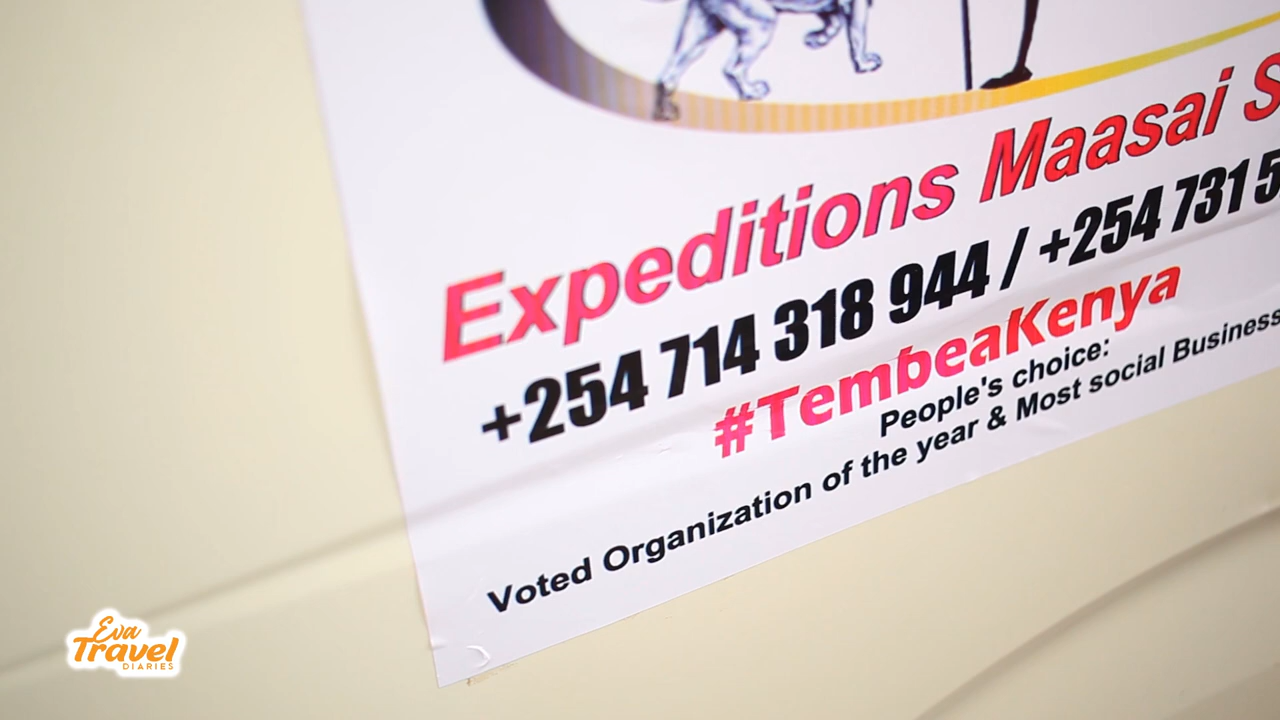 Expeditions Maasai S
+254 714 318 944 / +254 731 5
#TembeaKenya
People's choice:
Voted Organization of the year & Most social Business
Eva
Travel
DIARIES